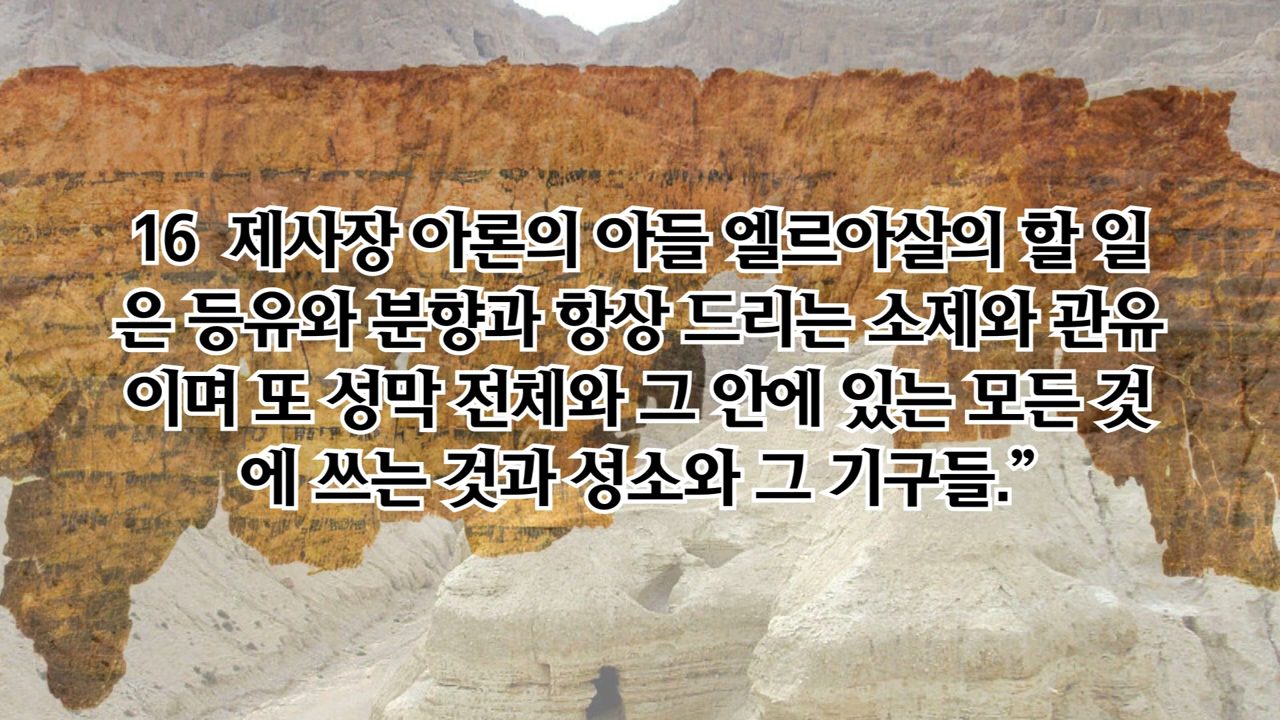 16 제사장 아론의 아들 엘르아살의 할 일
은 등유와 분향과 항상 드리는 소제와 관유
이며 또 성막 전체와 그 안에 있는 모든 것
에 쓰는 것과 성소와 그 기구들.”